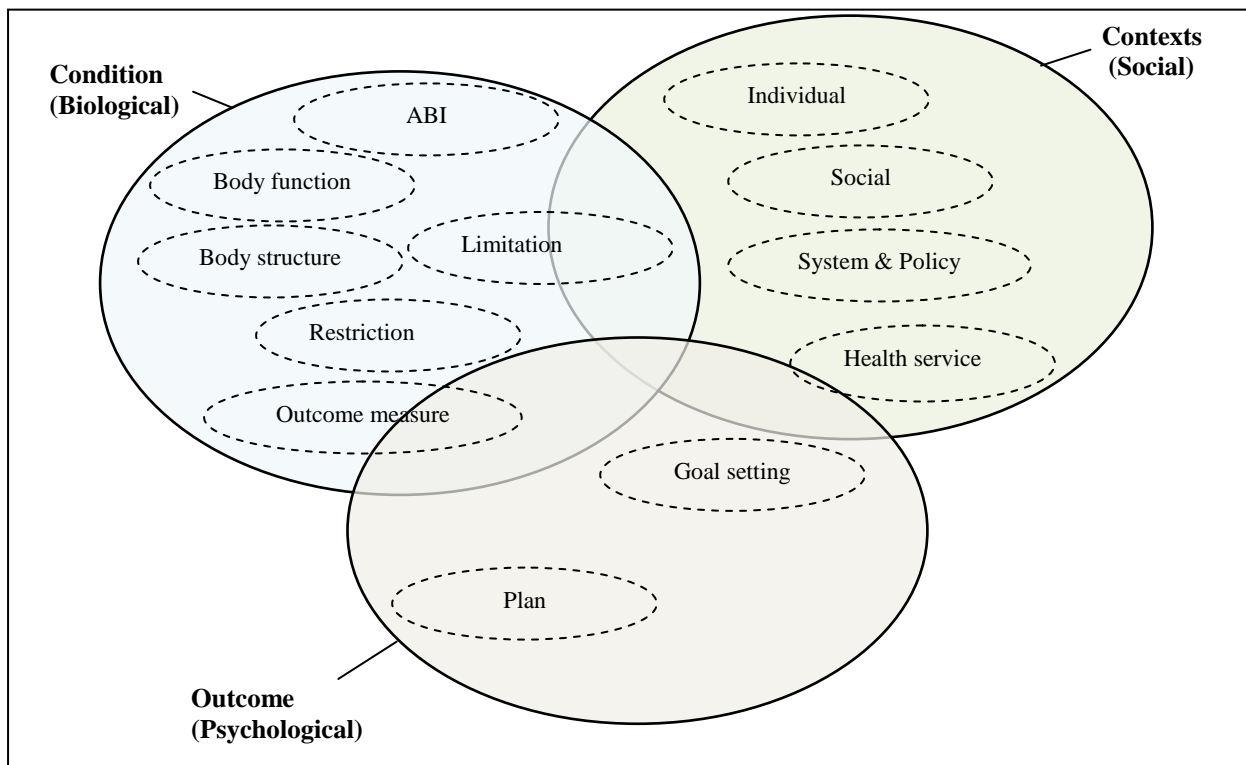 Contexts
(Social)
Condition
(Biological)
Individual
ABI
Social
Body function
Limitation
Body structure
System & Policy
Restriction
Health service
Outcome measure
Goal setting
Plan
Outcome
(Psychological)